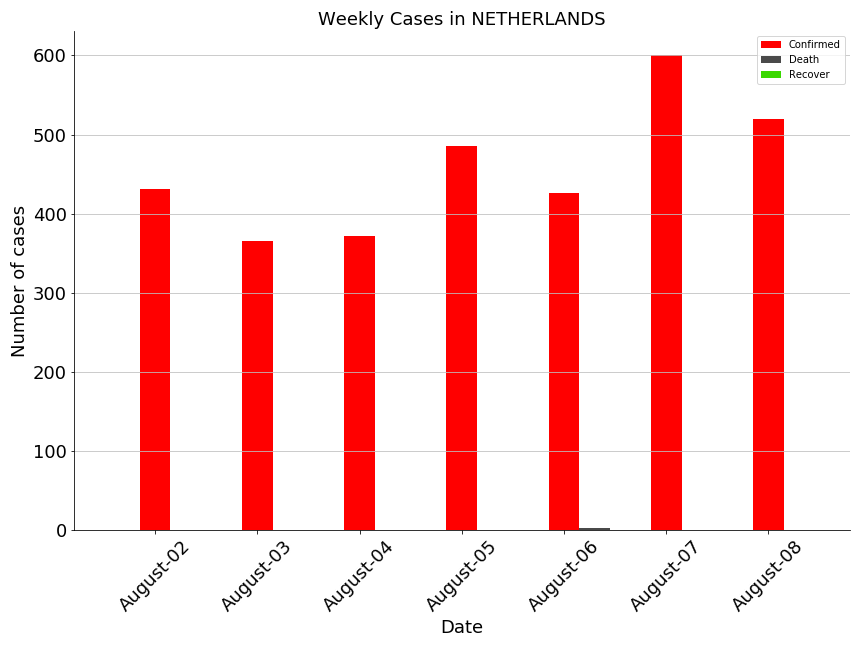 Weekly Cases in NETHERLANDS
Confirmed
Death
Recover
Number of cases
600
500
400
300
200
100
0
August-02
August-03
August-04
August-05
August-06
August-07
August-08
Date